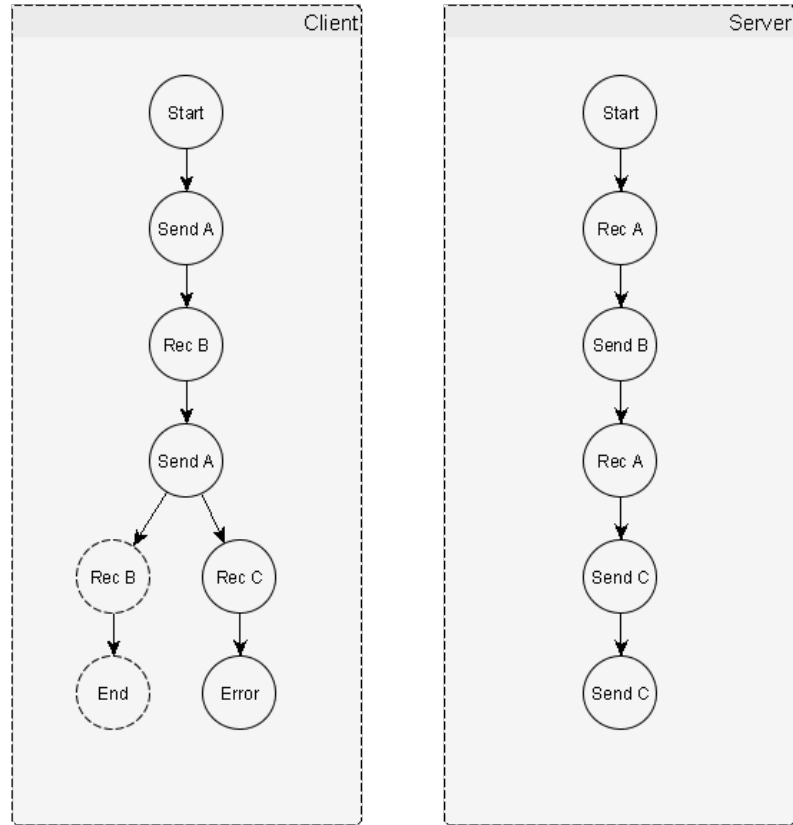 Client
Start
Send A
Rec B
Send A
Rec B
Rec C
End
Error
Server
Start
Rec A
Send B
Rec A
Send C
Send C